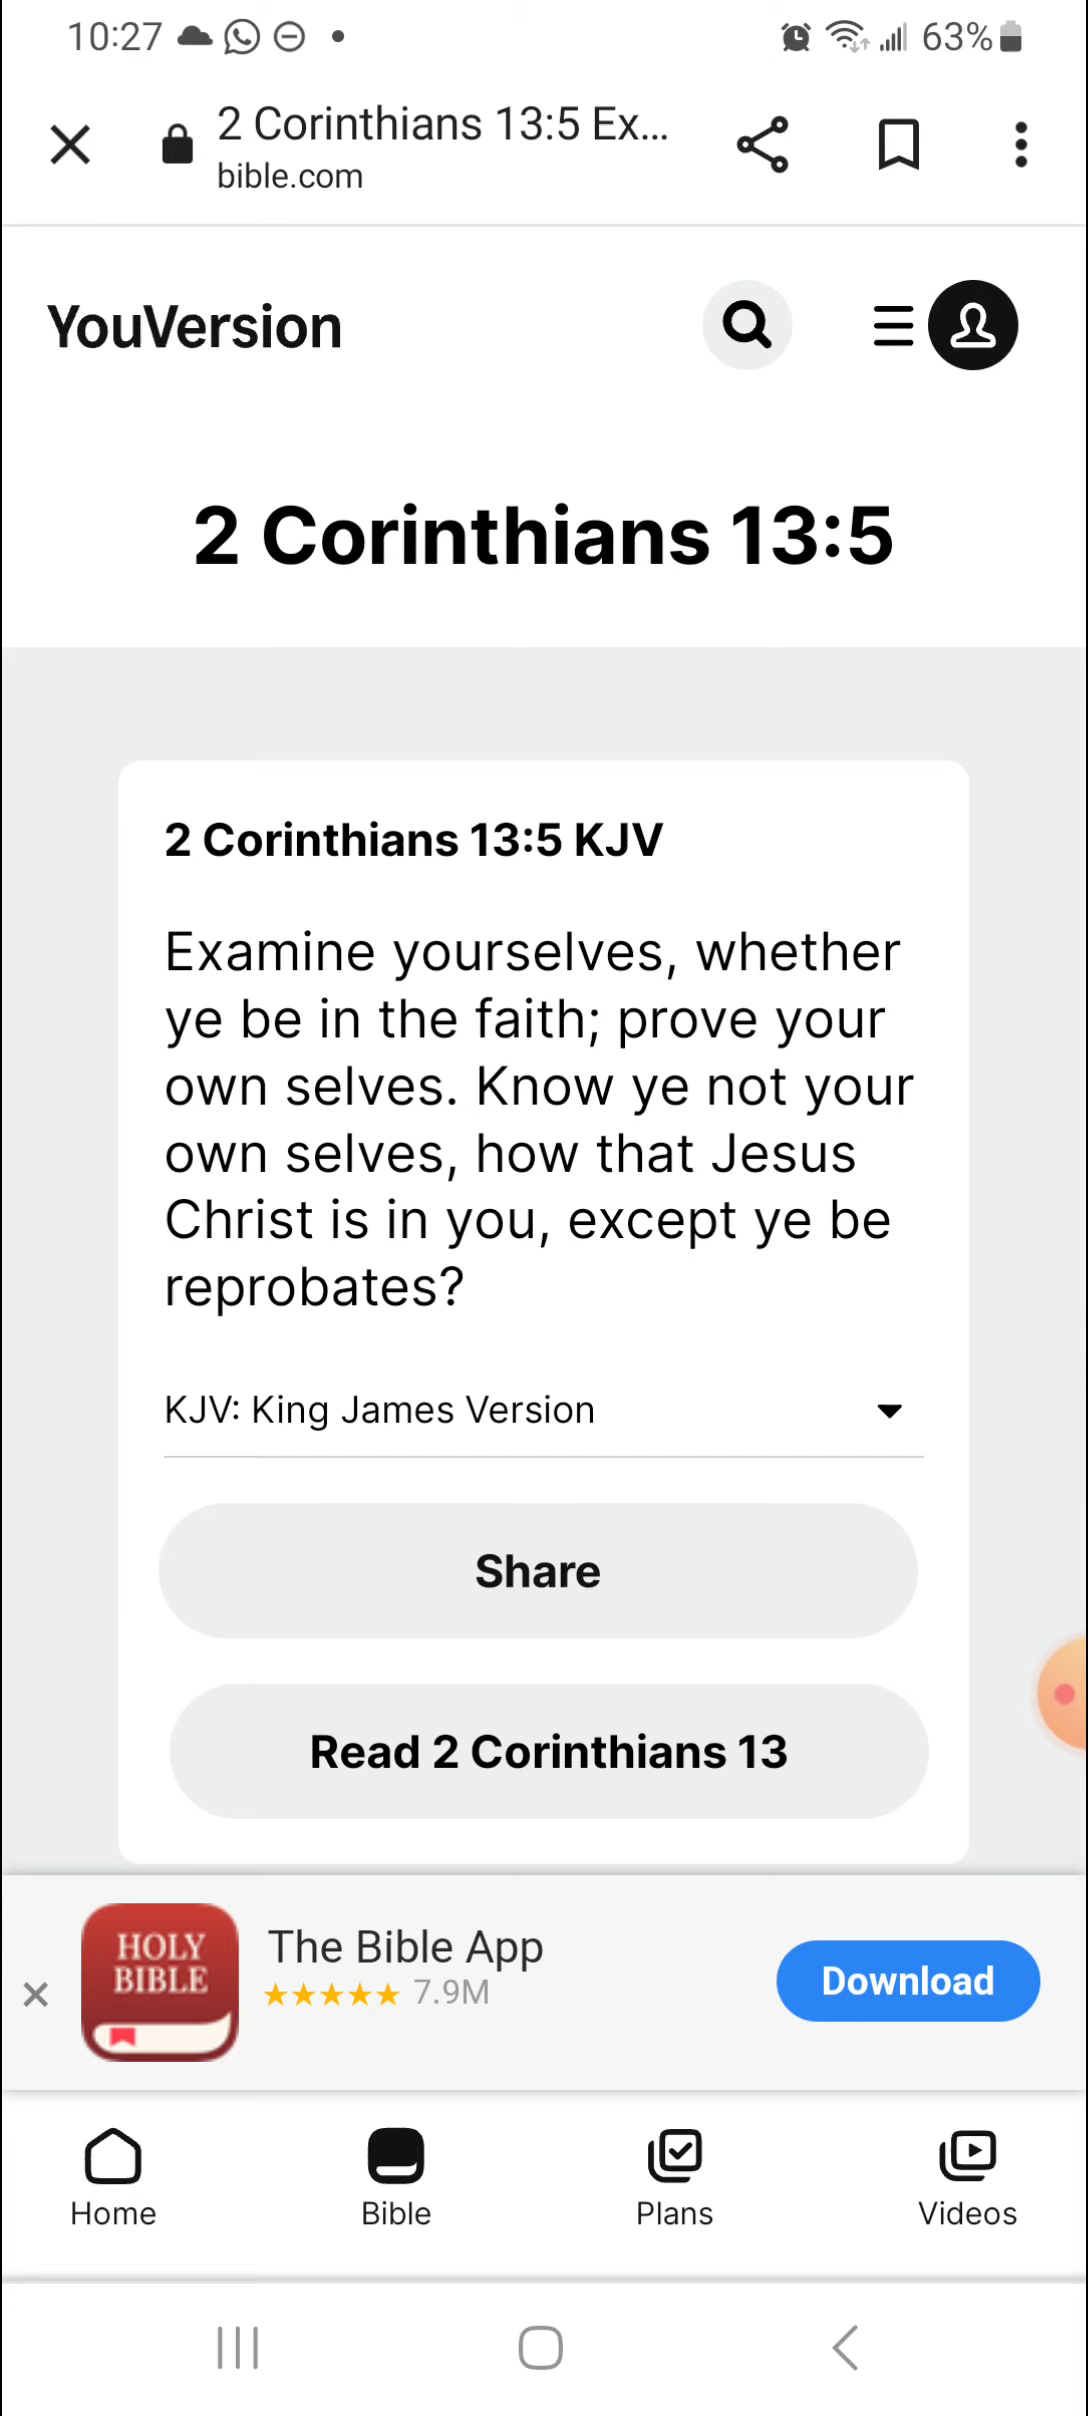 10:27 63%
2 Corinthians 13:5 Ex...
bible.com
YouVersion
2 Corinthians 13:5
2 Corinthians 13:5 KJV
Examine yourselves, whether
ye be in the faith; prove your
own selves. Know ye not your
own selves, how that Jesus
Christ is in you, except ye be
reprobates?
KJV: King James Version
Share
Read 2 Corinthians 13
HOLY
BIBLE
The Bible App
7.9M
Download
Home Bible Plans Videos